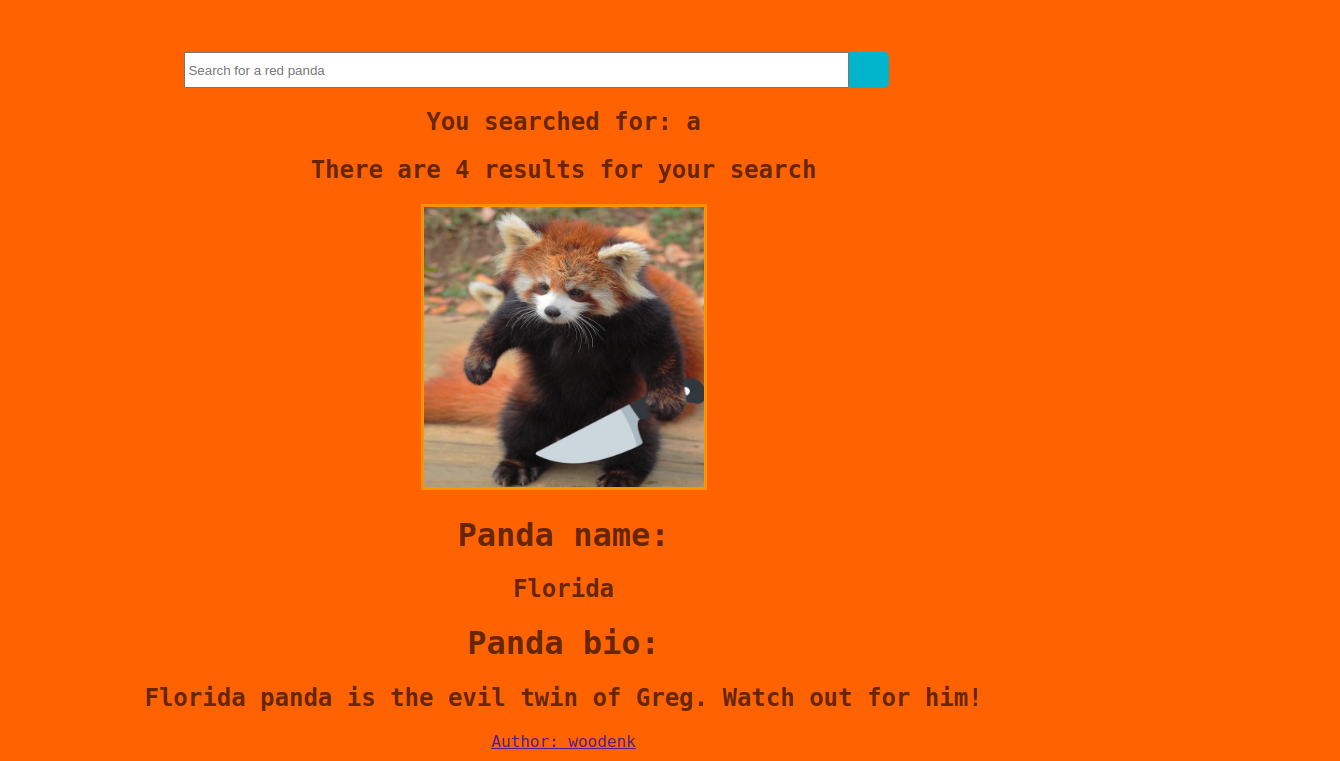 Search for a red panda
You searched for: a
There are 4 results for your search
Panda name:
Florida
Panda bio:
Florida panda is the evil twin of Greg. Watch out for him!
Author: woodenk